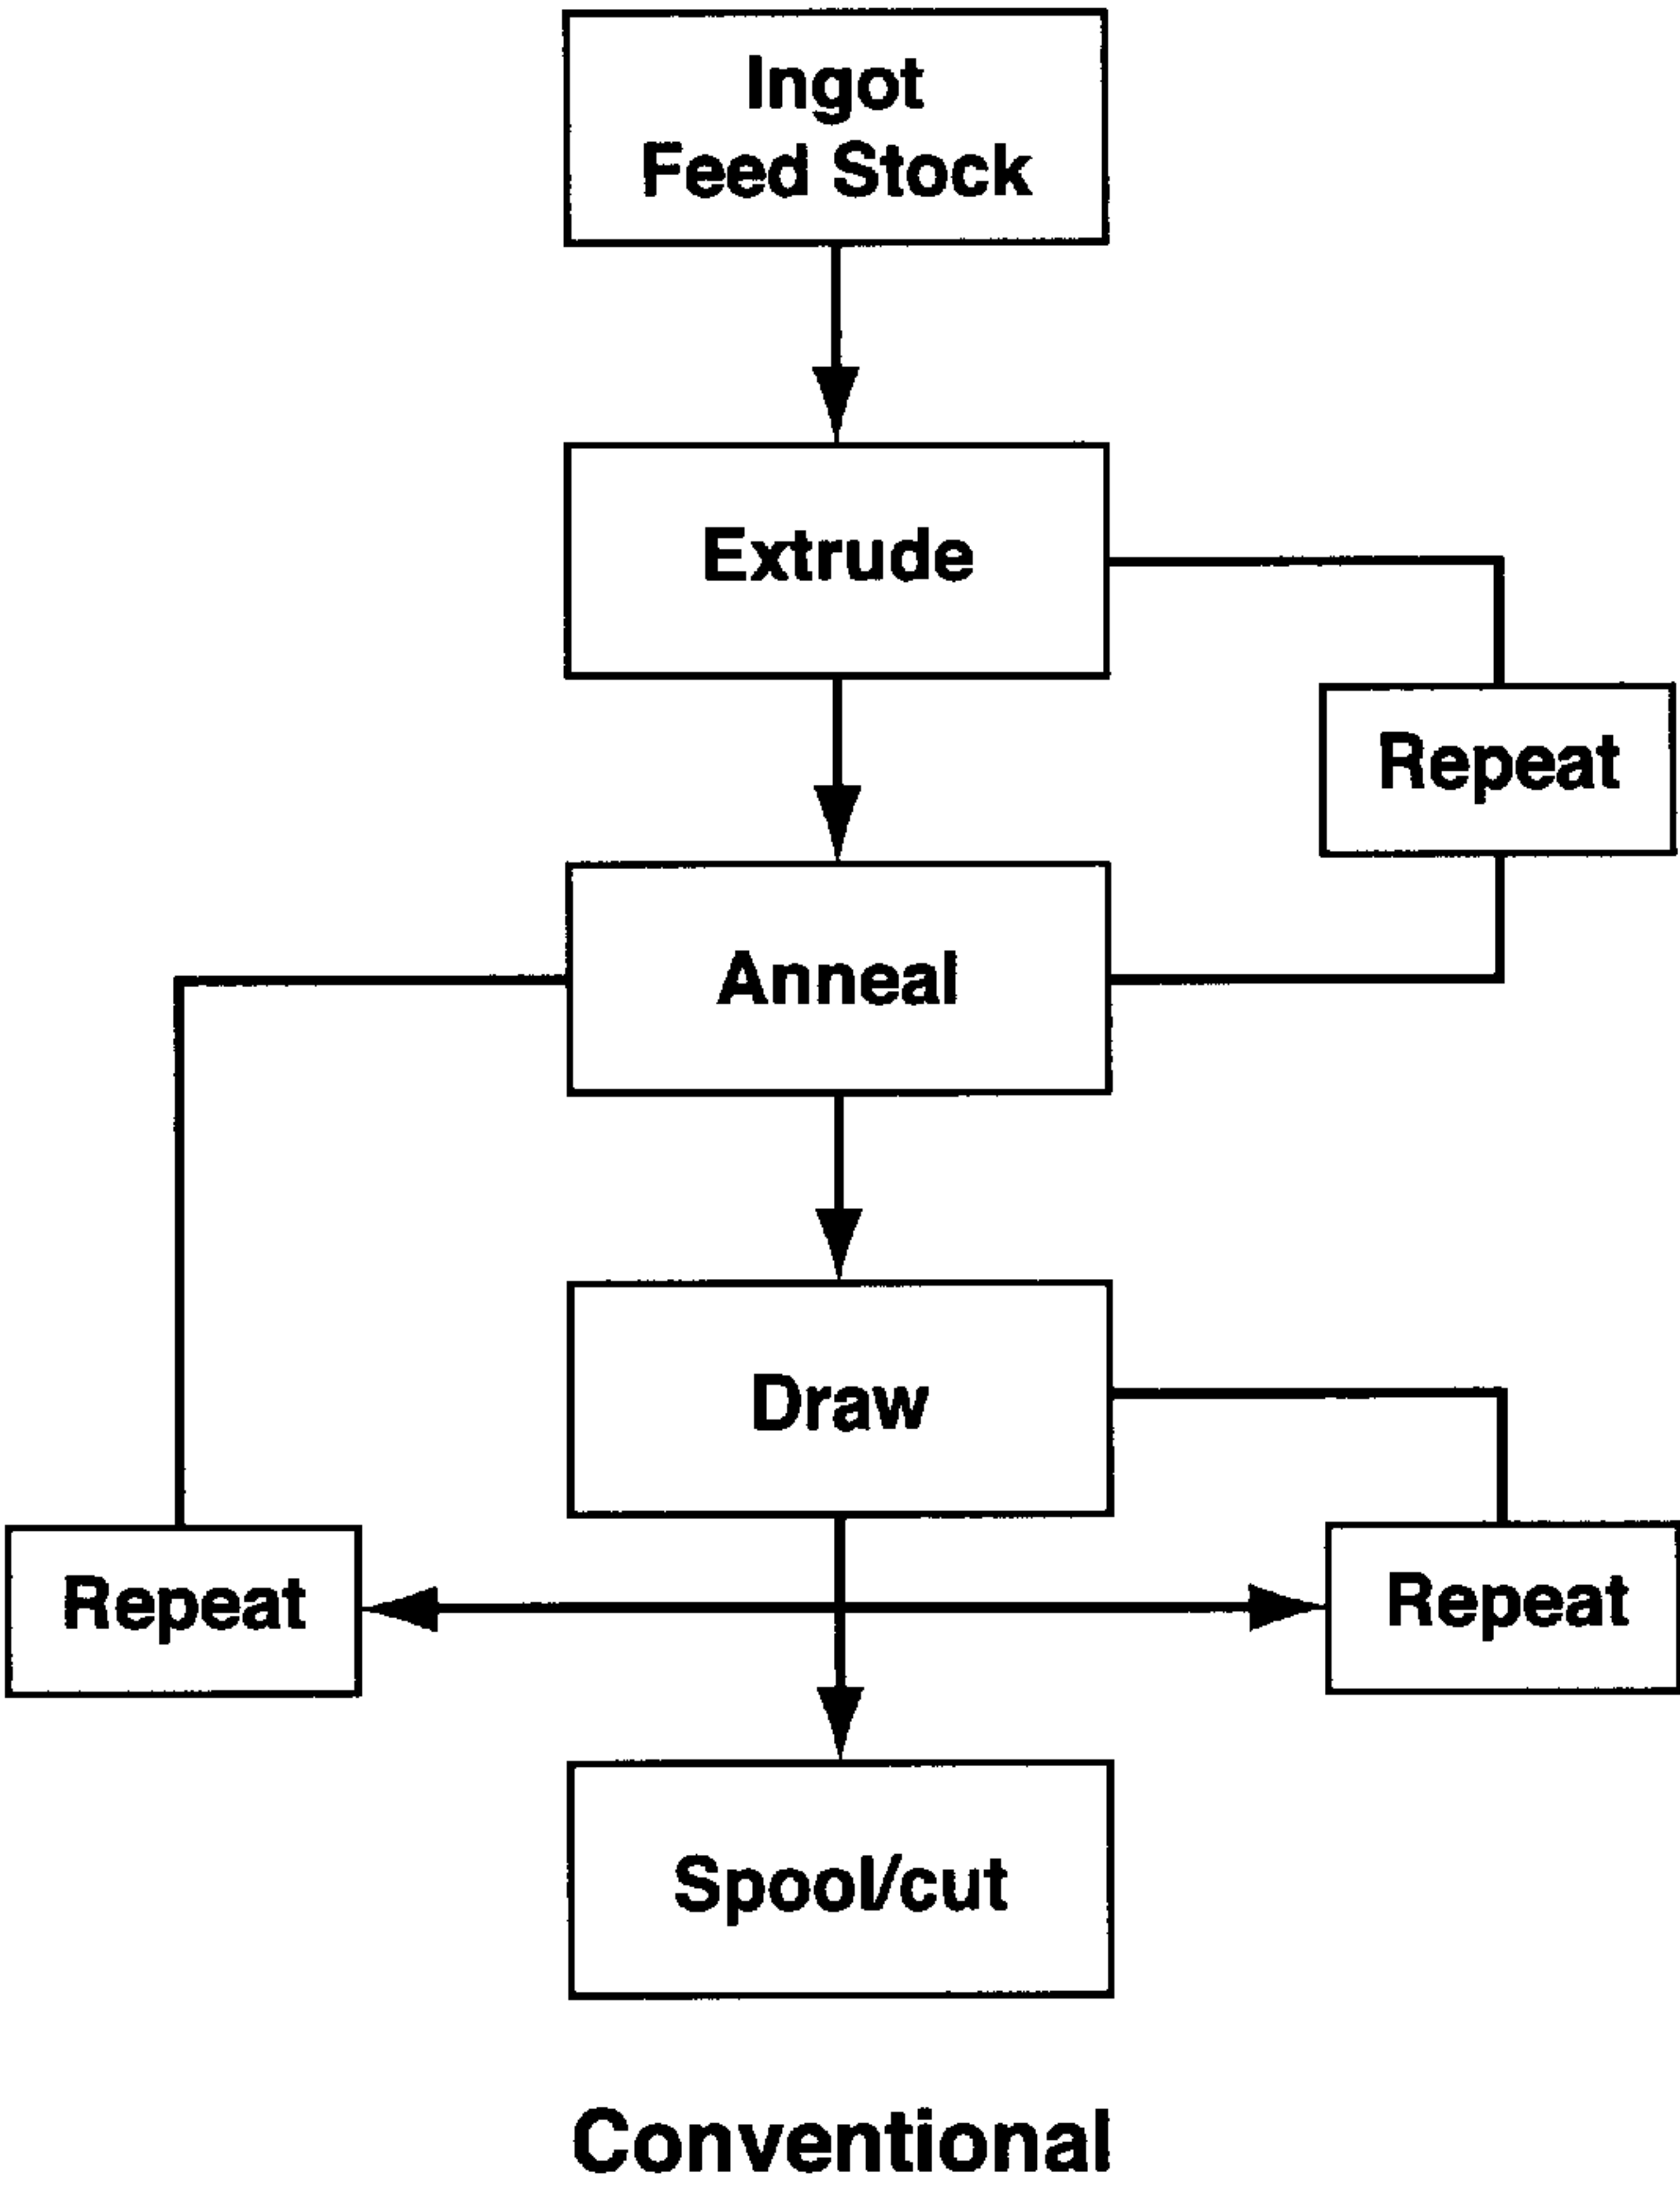 Ingot
Feed Stock
Extrude
Repeat
Anneal
Draw
Repeat
Repeat
Spool/cut
Conventional